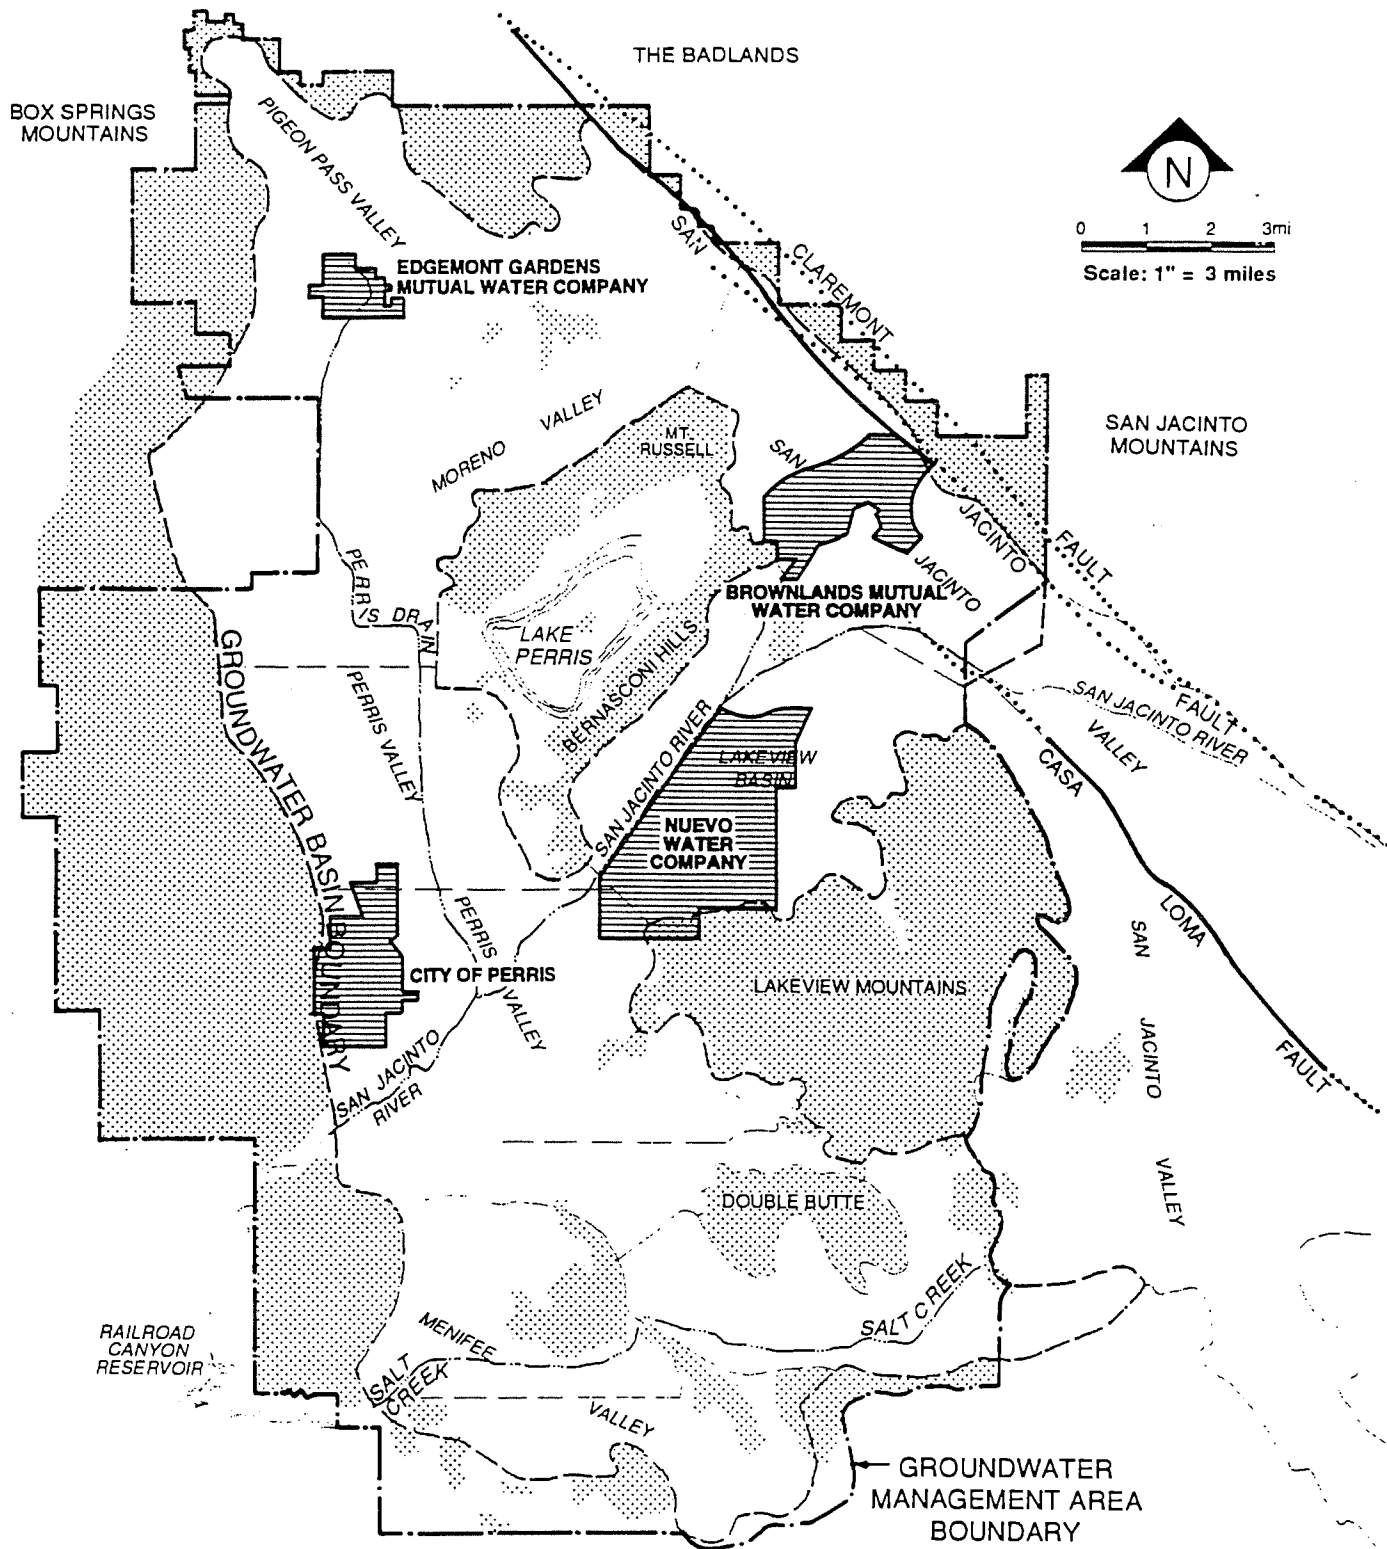 THE BADLANDS
BOX SPRINGS
MOUNTAINS
PIGEON PASS VALLEY
N
0 1 2 3mi
Scale: 1" = 3 miles
SAN
CLAREMONT
EDGEMONT GARDENS
MUTUAL WATER COMPANY
MORENO VALLEY
MT.
RUSSELL
SAN
SAN JACINTO
MOUNTAINS
JACINTO
FAULT
JACINTO
PERRIS DRAIN
BROWNLANDS MUTUAL
WATER COMPANY
LAKE
PERRIS
BERNASCONI HILLS
GROUNDWATER BASIN BOUNDARY
PERRIS VALLEY
SAN JACINTO RIVER
FAULT
SAN JACINTO RIVER
VALLEY
LAKEVIEW
BASIN
CASA
NUEVO
WATER
COMPANY
LOMA
PERRIS
SAN
CITY OF PERRIS
VALLEY
LAKEVIEW MOUNTAINS
SAN JACINTO
RIVER
JACINTO
FAULT
VALLEY
DOUBLE BUTTE
SALT CREEK
MENIFEE
RAILROAD
CANYON
RESERVOIR
SALT
CREEK
VALLEY
GROUNDWATER
MANAGEMENT AREA
BOUNDARY